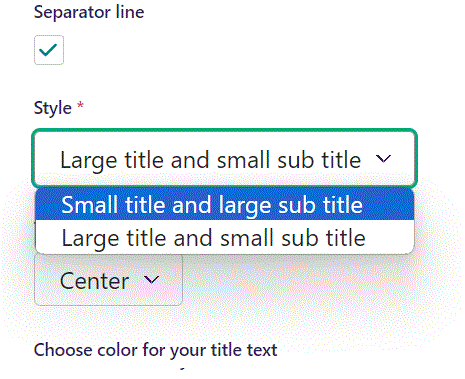 Separator line
Style *
Large title and small sub title
Small title and large sub title
Large title and small sub title
Center
Choose color for your title text